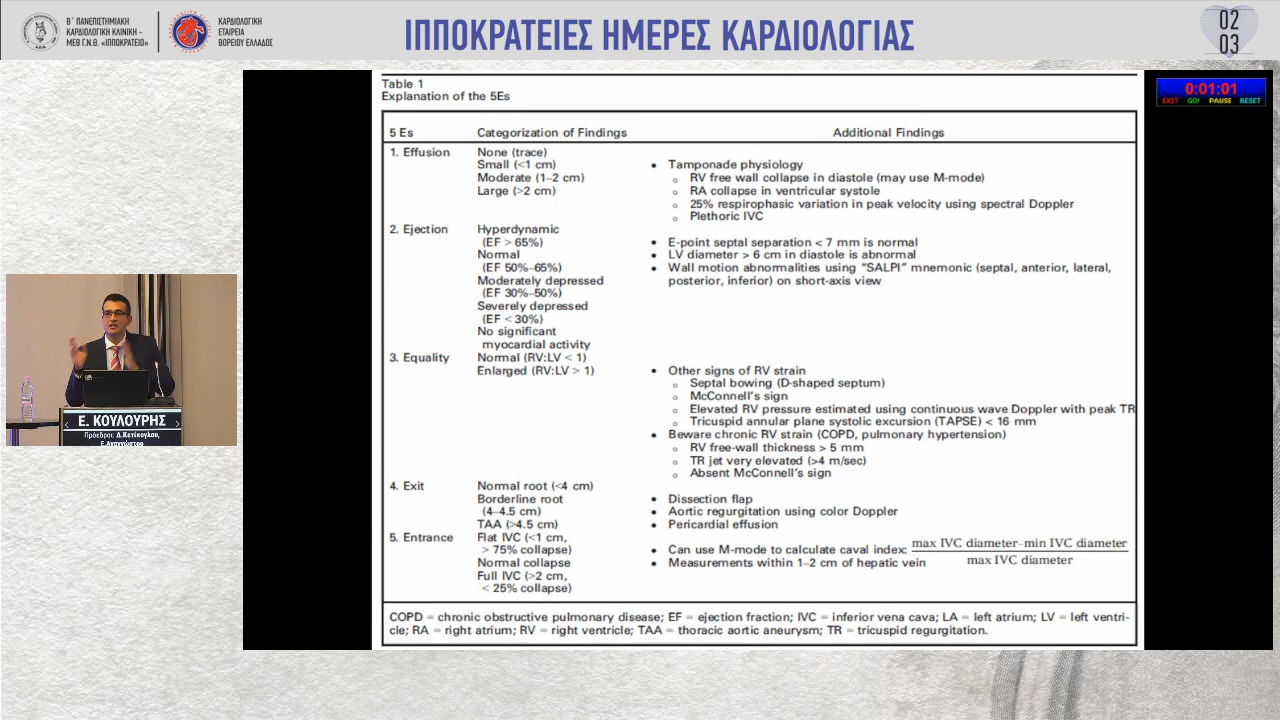 Β΄ ΠΑΝΕΠΙΣΤΗΜΙΑΚΗ
ΚΑΡΔΙΟΛΟΓΙΚΗ ΚΛΙΝΙΚΗ -
ΜΕΘ Γ.Ν.Θ. «ΙΠΠΟΚΡΑΤΕΙΟ»
ΚΑΡΔΙΟΛΟΓΙΚΗ
ΕΤΑΙΡΕΙΑ
ΒΟΡΕΙΟΥ ΕΛΛΑΔΟΣ
ΙΠΠΟΚΡΑΤΕΙΕΣ ΗΜΕΡΕΣ ΚΑΡΔΙΟΛΟΓΙΑΣ
02
03
0:01:01
EXIT GO! PAUSE RESET
Table 1
Explanation of the 5Es
5 Es Categorization of Findings Additional Findings
1. Effusion None (trace)
Small (<1 cm) • Tamponade physiology
Moderate (1–2 cm) o RV free wall collapse in diastole (may use M-mode)
Large (>2 cm) o RA collapse in ventricular systole
o 25% respirophasic variation in peak velocity using spectral Doppler
o Plethoric IVC
2. Ejection Hyperdynamic
(EF > 65%) • E-point septal separation < 7 mm is normal
Normal • LV diameter > 6 cm in diastole is abnormal
(EF 50%–65%) • Wall motion abnormalities using “SALPI” mnemonic (septal, anterior, lateral,
Moderately depressed posterior, inferior) on short-axis view
(EF 30%–50%)
Severely depressed
(EF < 30%)
No significant
myocardial activity
3. Equality Normal (RV:LV < 1)
Enlarged (RV:LV > 1) • Other signs of RV strain
o Septal bowing (D-shaped septum)
o McConnell’s sign
o Elevated RV pressure estimated using continuous wave Doppler with peak TR
o Tricuspid annular plane systolic excursion (TAPSE) < 16 mm
• Beware chronic RV strain (COPD, pulmonary hypertension)
o RV free-wall thickness > 5 mm
o TR jet very elevated (>4 m/sec)
o Absent McConnell’s sign
4. Exit Normal root (<4 cm)
Borderline root • Dissection flap
(4–4.5 cm) • Aortic regurgitation using color Doppler
TAA (>4.5 cm) • Pericardial effusion
5. Entrance Flat IVC (<1 cm,
> 75% collapse) • Can use M-mode to calculate caval index: max IVC diameter–min IVC diameter
Normal collapse • Measurements within 1–2 cm of hepatic vein max IVC diameter
Full IVC (>2 cm,
< 25% collapse)
COPD = chronic obstructive pulmonary disease; EF = ejection fraction; IVC = inferior vena cava; LA = left atrium; LV = left ventri-
cle; RA = right atrium; RV = right ventricle; TAA = thoracic aortic aneurysm; TR = tricuspid regurgitation.
Ε. ΚΟΥΛΟΥΡΗΣ
Πρόεδροι: Δ.Κετίκογλου,